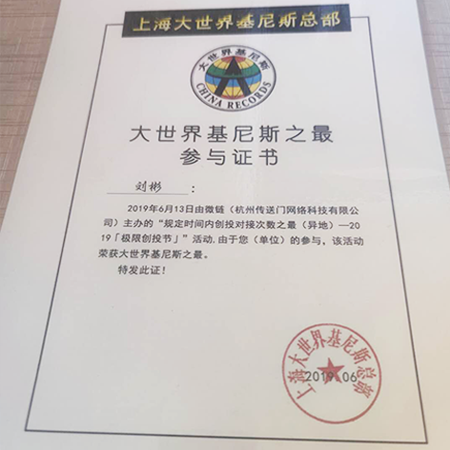 上海大世界基尼斯总部
大世界基尼斯
CHINA RECORDS
大世界基尼斯之最
参与证书
刘彬：
2019年6月13日由微链（杭州传送门网络科技有限公
司）主办的“规定时间内创投对接次数之最（异地）—20
19「极限创投节」”活动.由于您（单位）的参与，该活动
荣获大世界基尼斯之最。
特发此证！
上海大世界基尼斯总部
2019.06